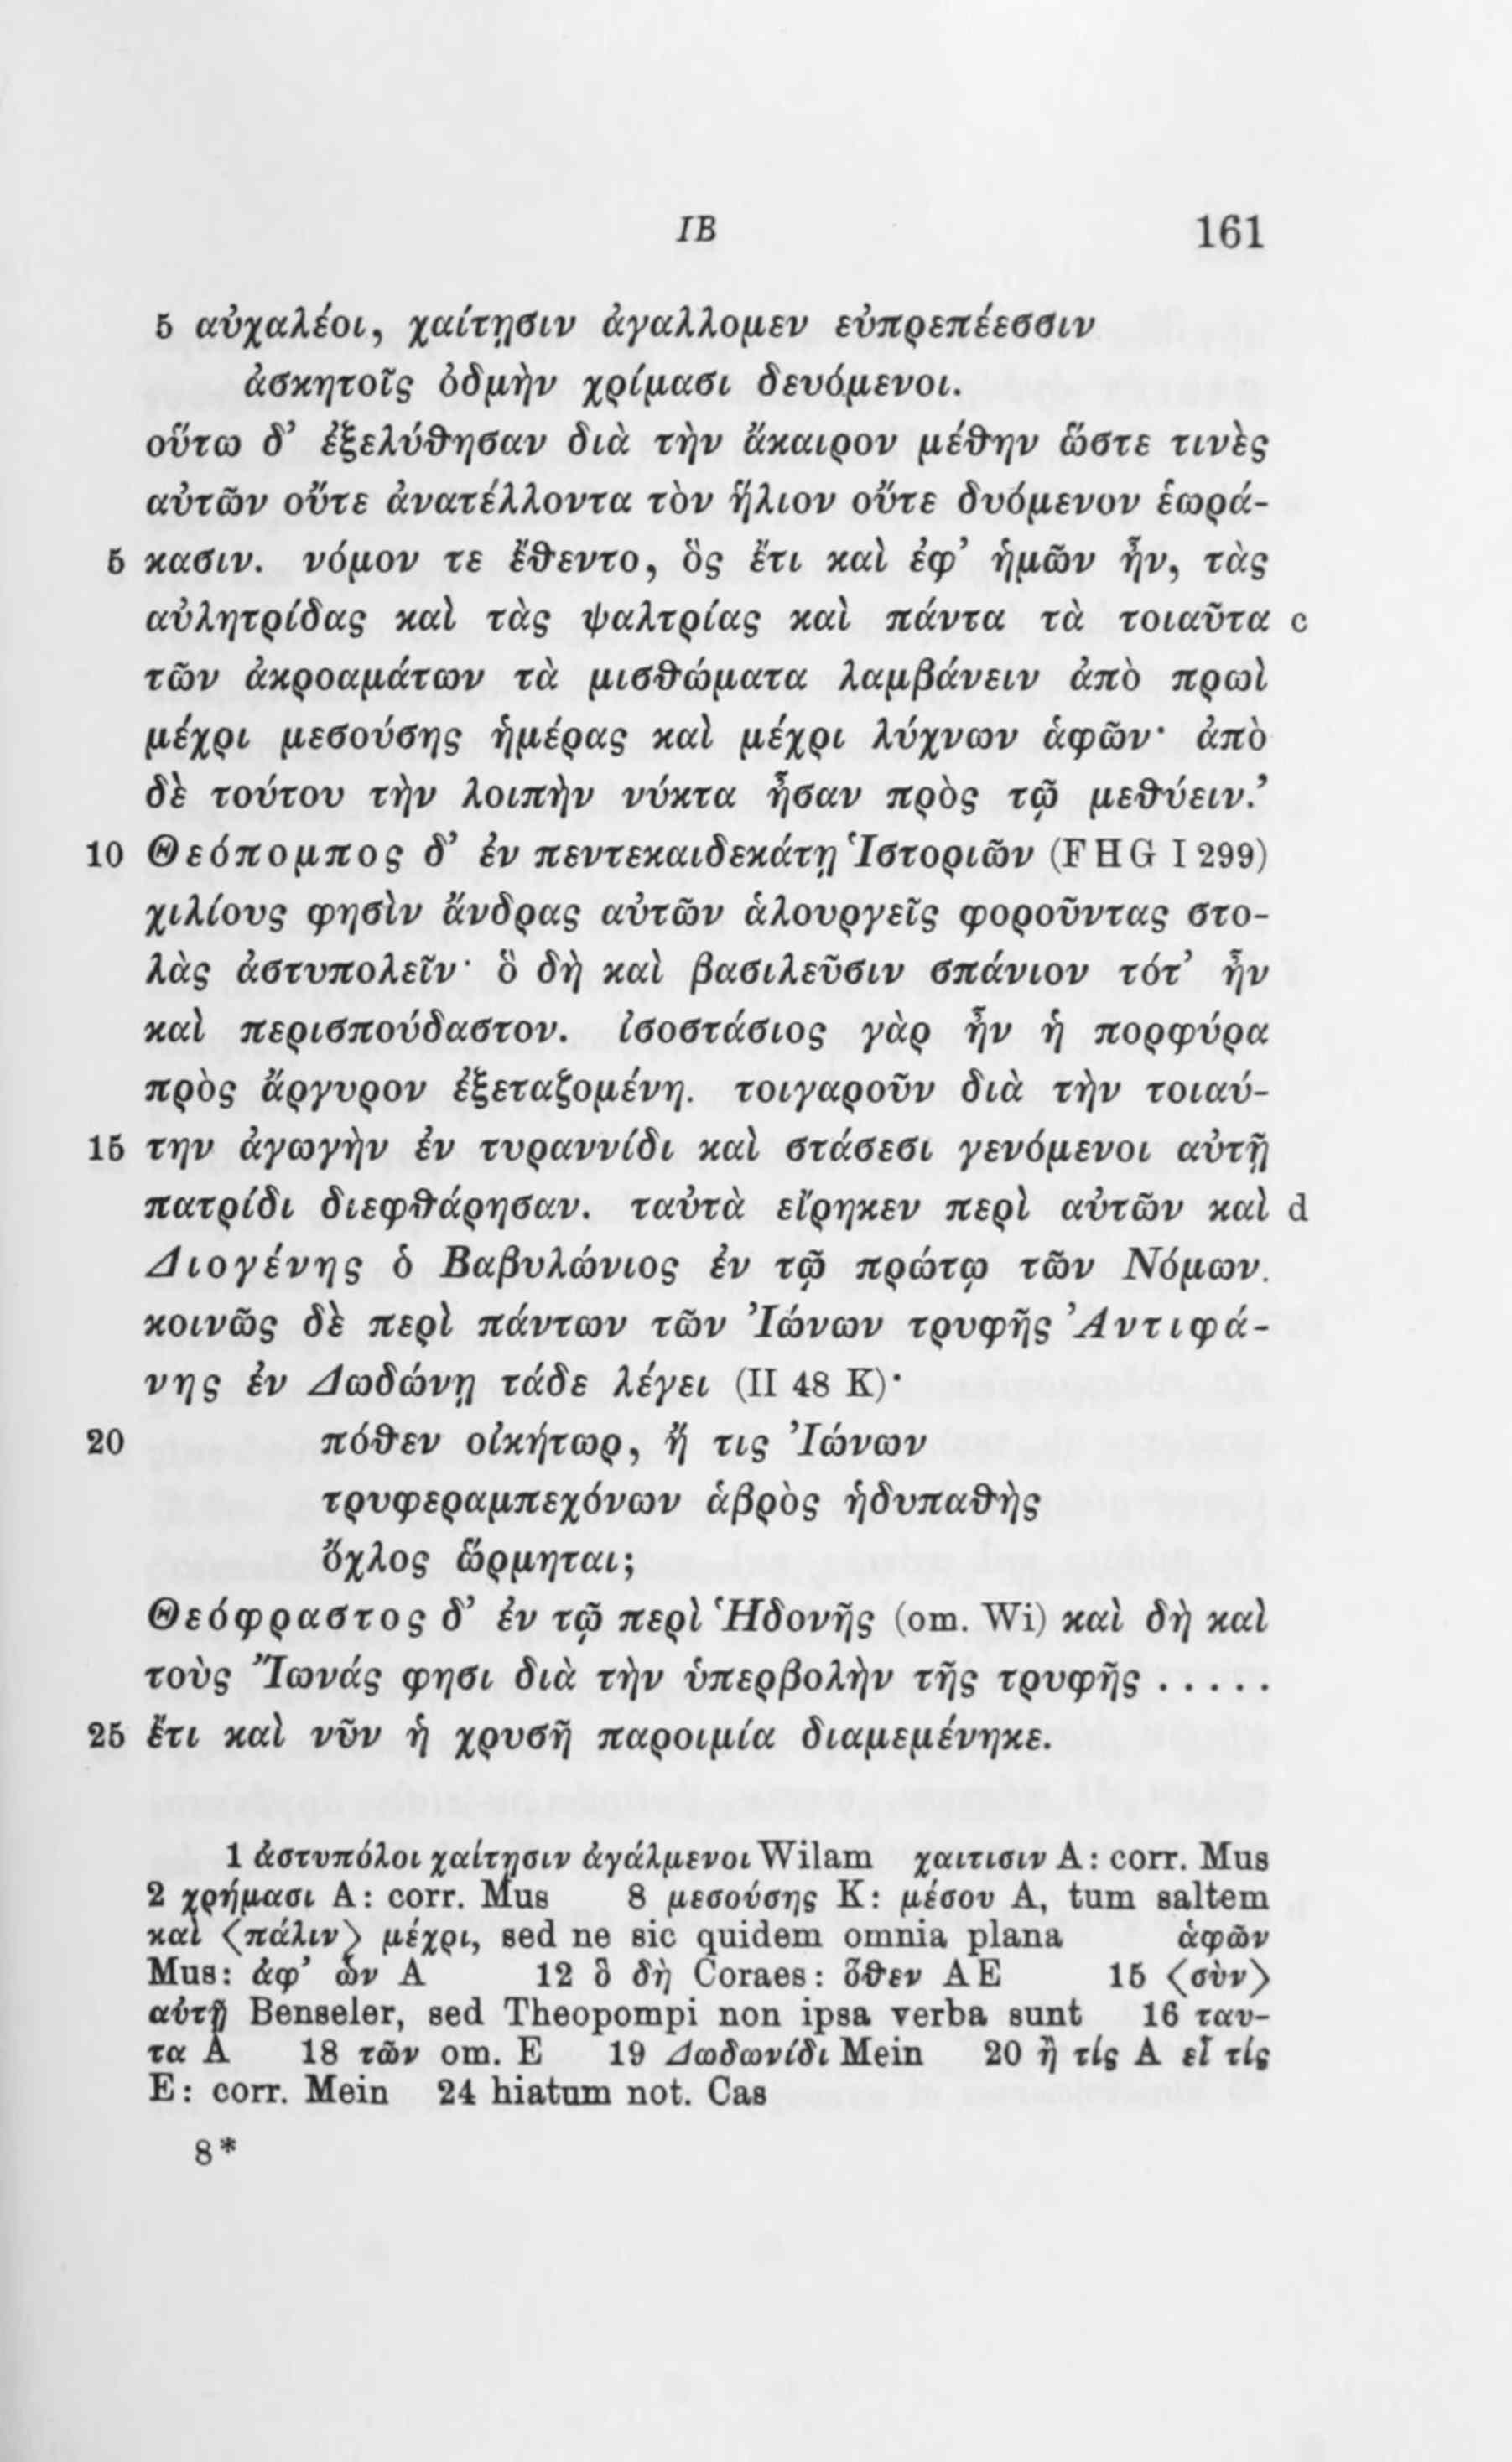 IB 161
5 αὐχαλέοι, χαίτῃσιν ἀγαλλομεν εὐπρεπέεσσιν
ἀσκητοῖς ὀδμὴν χρίμασι δευόμενοι.
οὕτω δ’ ἐξελύθησαν διὰ τὴν ἄκαιρον μέθην ὥστε τινὲς
αὐτῶν οὔτε ἀνατέλλοντα τὸν ἥλιον οὔτε δυόμενον ἑωρά-
5 κασιν. νόμον τε ἔθεντο, ὃς ἔτι καὶ ἐφ’ ἡμῶν ἦν, τὰς
αὐλητρίδας καὶ τὰς ψαλτρίας καὶ πάντα τὰ τοιαῦτα c
τῶν ἀκροαμάτων τὰ μισθώματα λαμβάνειν ἀπὸ πρωὶ
μέχρι μεσούσης ἡμέρας καὶ μέχρι λύχνων ἁφῶν· ἀπὸ
δὲ τούτου τὴν λοιπὴν νύκτα ἦσαν πρὸς τῷ μεθύειν.’
10 Θεόπομπος δ’ ἐν πεντεκαιδεκάτῃ Ἱστοριῶν (FHG I 299)
χιλίους φησὶν ἄνδρας αὐτῶν ἁλουργεῖς φοροῦντας στο-
λὰς ἀστυπολεῖν· ὃ δὴ καὶ βασιλεῦσιν σπάνιον τότ’ ἦν
καὶ περισπούδαστον. ἰσοστάσιος γὰρ ἦν ἡ πορφύρα
πρὸς ἄργυρον ἐξεταζομένη. τοιγαροῦν διὰ τὴν τοιαύ-
15 την ἀγωγὴν ἐν τυραννίδι καὶ στάσεσι γενόμενοι αὐτῇ
πατρίδι διεφθάρησαν. ταὐτὰ εἴρηκεν περὶ αὐτῶν καὶ d
Διογένης ὁ Βαβυλώνιος ἐν τῷ πρώτῳ τῶν Νόμων.
κοινῶς δὲ περὶ πάντων τῶν Ἰώνων τρυφῆς Ἀντιφά-
νης ἐν Δωδώνῃ τάδε λέγει (II 48 K)·
20 πόθεν οἰκήτωρ, ἤ τις Ἰώνων
τρυφεραμπεχόνων ἁβρὸς ἡδυπαθὴς
ὄχλος ὥρμηται;
Θεόφραστος δ’ ἐν τῷ περὶ Ἡδονῆς (om. Wi) καὶ δὴ καὶ
τοὺς Ἴωνάς φησι διὰ τὴν ὑπερβολὴν τῆς τρυφῆς . . . . .
25 ἔτι καὶ νῦν ἡ χρυσῆ παροιμία διαμεμένηκε.
1 ἀστυπόλοι χαίτῃσιν ἀγάλμενοι Wilam χαιτισιν A: corr. Mus
2 χρήμασι A: corr. Mus 8 μεσούσης K: μέσου A, tum saltem
καὶ ⟨πάλιν⟩ μέχρι, sed ne sic quidem omnia plana ἁφῶν
Mus: ἀφ’ ὧν A 12 ὃ δὴ Coraes: ὅθεν AE 15 ⟨σὺν⟩
αὐτῇ Benseler, sed Theopompi non ipsa verba sunt 16 ταυ-
τα A 18 τῶν om. E 19 Δωδωνίδι Mein 20 ἢ τίς A εἶ τίς
E: corr. Mein 24 hiatum not. Cas
8*